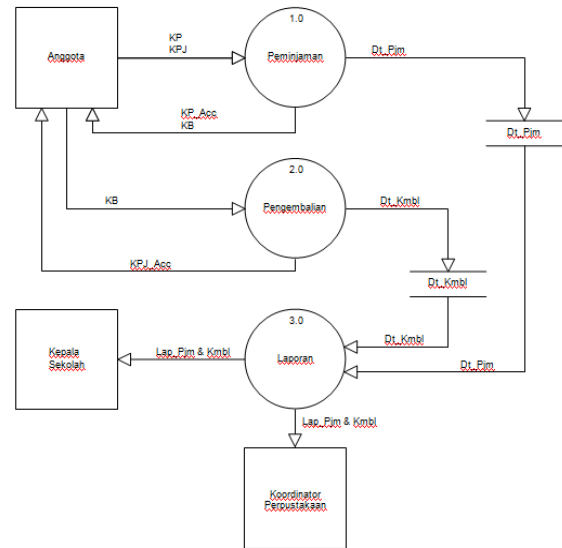 1.0
KP
KPJ
Anggota
Peminjaman
Dt_Pjm
KP_Acc
KB
Dt_Pjm
2.0
KB
Pengembalian
Dt_Kmbl
KPJ_Acc
Dt_Kmbl
3.0
Dt_Kmbl
Kepala
Sekolah
Lap_Pjm & Kmbl
Laporan
Dt_Pjm
Lap_Pjm & Kmbl
Koordinator
Perpustakaan